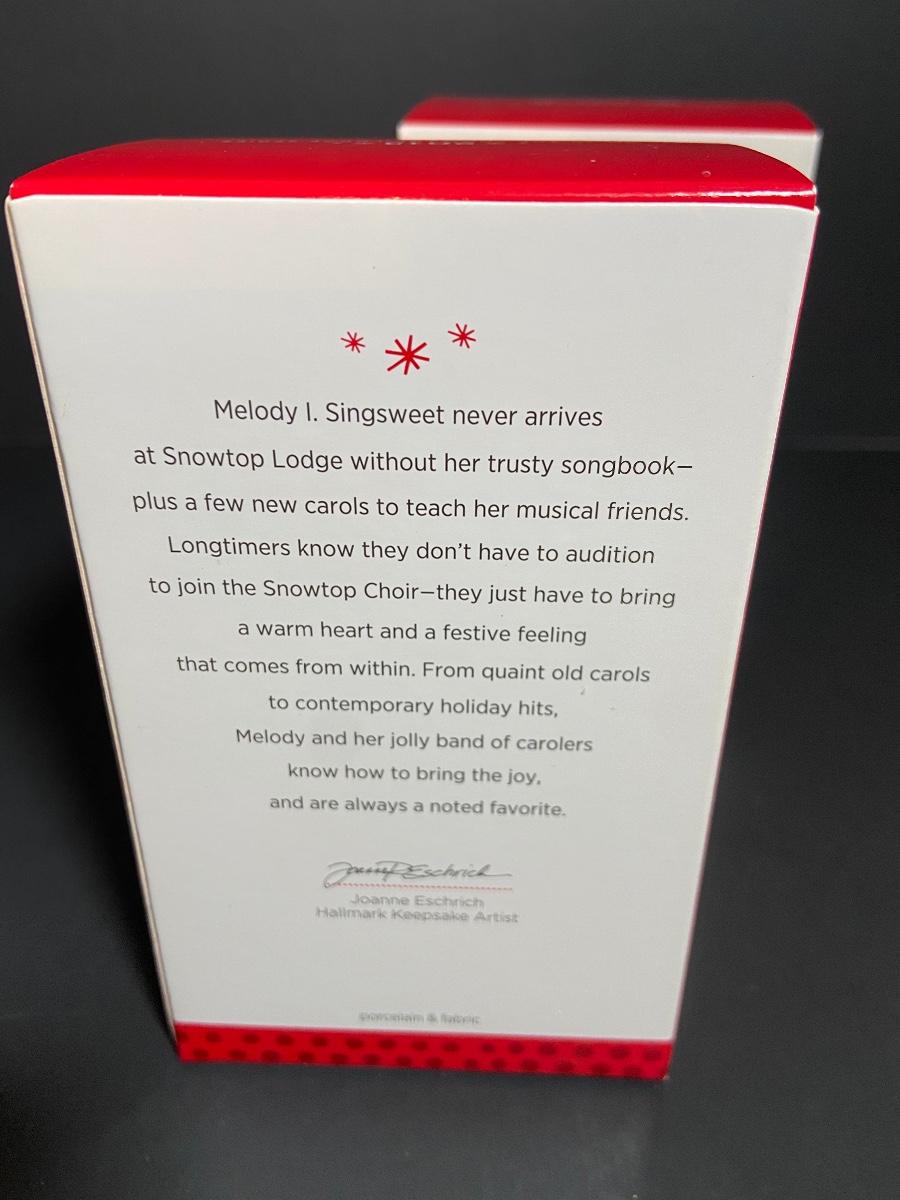 Melody I. Singsweet never arrives
at Snowtop Lodge without her trusty songbook—
plus a few new carols to teach her musical friends.
Longtimers know they don't have to audition
to join the Snowtop Choir—they just have to bring
a warm heart and a festive feeling
that comes from within. From quaint old carols
to contemporary holiday hits,
Melody and her jolly band of carolers
know how to bring the joy,
and are always a noted favorite.
Joanne Eschrich
Joanne Eschrich
Hallmark Keepsake Artist
porcelain & fabric